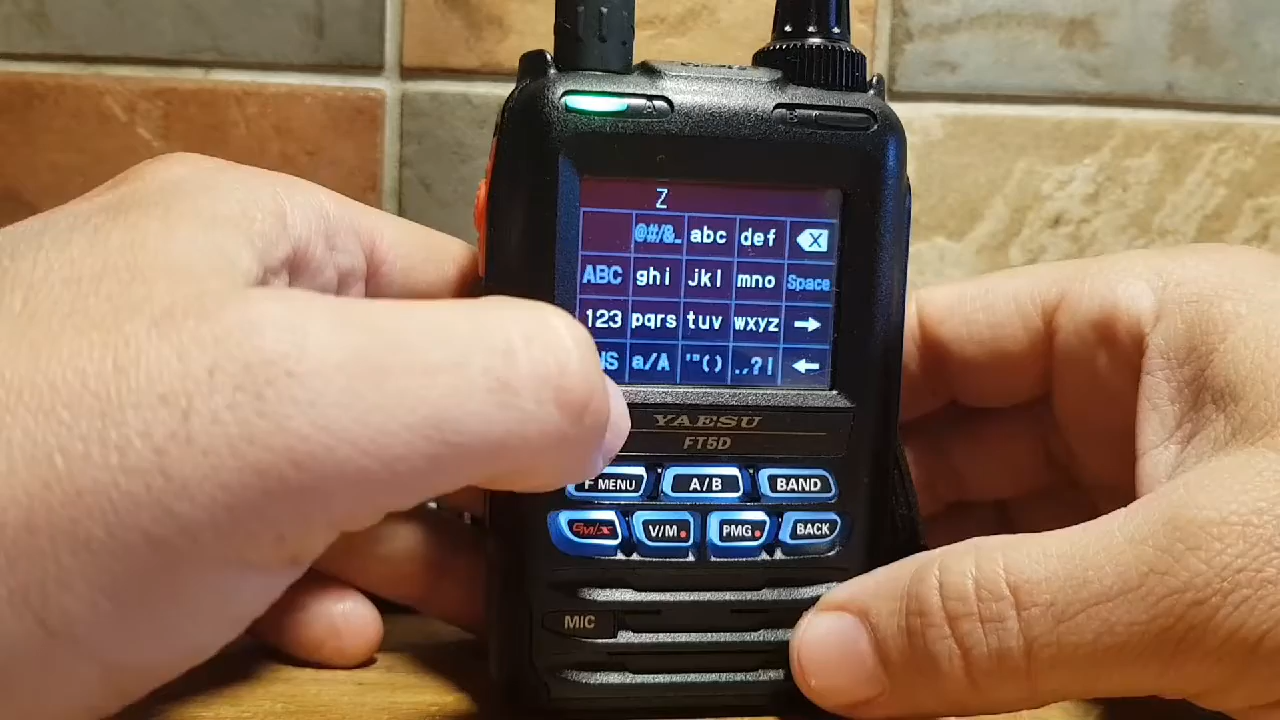 A B
Z
@#/&_ abc def X
ABC ghi jkl mno Space
123 pqrs tuv wxyz →
a/A '"() .,?! ←
YAESU
FT5D
F MENU A/B BAND
V/M PMG BACK
MIC